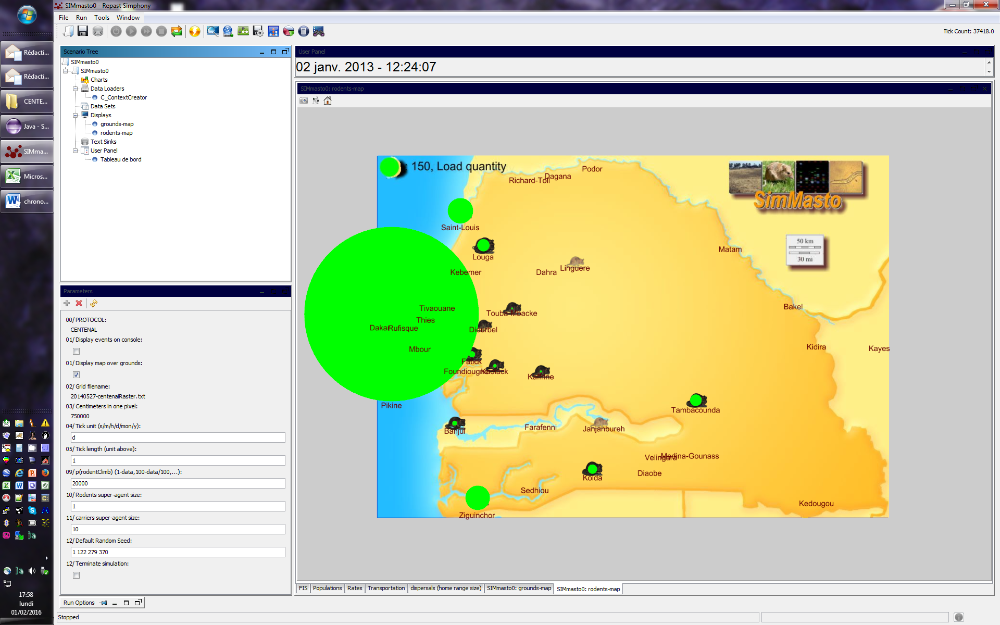 SIMmasto0 - Repast Simphony
File Run Tools Window
Tick Count: 37418.0
Rédacti...
Rédacti...
CENTE...
Java - S...
SIMma...
Micros...
chrono...
17:58
lundi
01/02/2016
Scenario Tree
SIMmasto0
SIMmasto0
Charts
Data Loaders
C_ContextCreator
Data Sets
Displays
grounds-map
rodents-map
Text Sinks
User Panel
Tableau de bord
Parameters
00/ PROTOCOL:
CENTENAL
01/ Display events on console:
01/ Display map over grounds:
02/ Grid filename:
20140527-centenalRaster.txt
03/ Centimeters in one pixel:
750000
04/ Tick unit (s/m/h/d/mon/y):
d
05/ Tick length (unit above):
1
09/ p(rodentClimb) (1-data,100-data/100,...):
20000
10/ Rodents super-agent size:
1
11/ carriers super-agent size:
10
12/ Default Random Seed:
1 122 279 370
12/ Terminate simulation:
Run Options
Stopped
User Panel
02 janv. 2013 - 12:24:07
SIMmasto0: rodents-map
150, Load quantity
Podor
Dagana
Richard-Toll
SimMasto
Saint-Louis
50 km
30 mi
Matam
Louga
Linguere
Kebemer
Dahra
Bakel
Tivaouane
Touba-Mbacke
Thies
Dakar
Rufisque
Diourbel
Mbour
Kidira
Kayes
Fatick
Foundiougne
Kaolack
Kaffrine
Pikine
Tambacounda
Banjul
Farafenni
Janjanbureh
Velingara
Medina-Gounass
Kolda
Diaobe
Sedhiou
Kedougou
Ziguinchor
FIS
Populations
Rates
Transportation
dispersals (home range size)
SIMmasto0: grounds-map
SIMmasto0: rodents-map